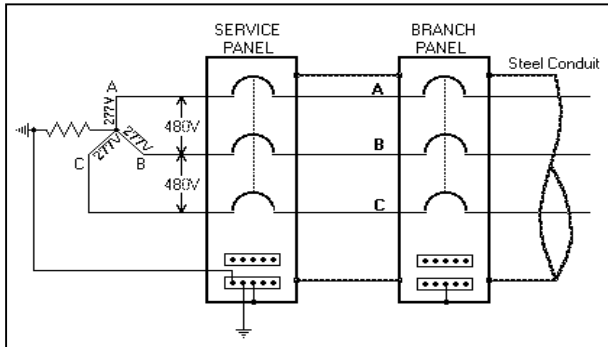 SERVICE
PANEL
BRANCH
PANEL
Steel Conduit
A
A
277V
480V
277V
277V
B
C
B
480V
C